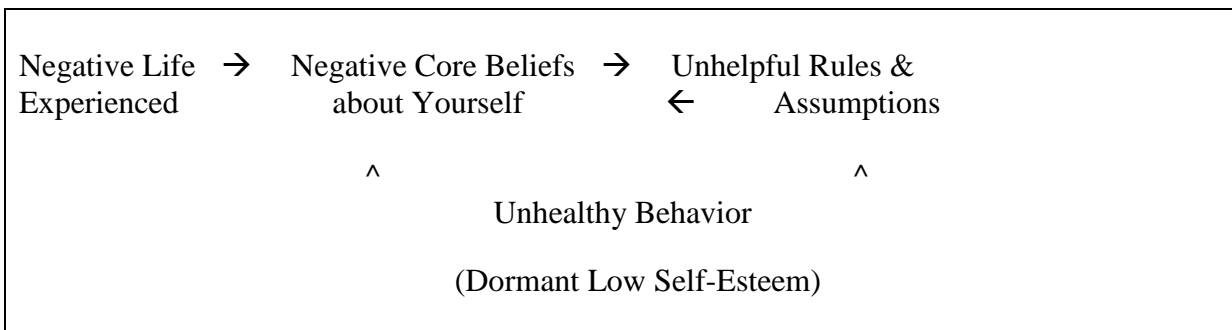 Negative Life → Negative Core Beliefs → Unhelpful Rules &
Experienced about Yourself ← Assumptions
^ ^
Unhealthy Behavior
(Dormant Low Self-Esteem)